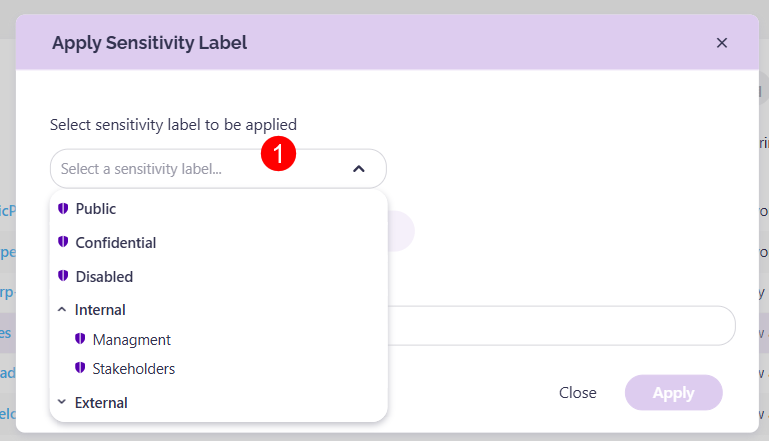 Apply Sensitivity Label
Select sensitivity label to be applied
1
Select a sensitivity label...
Public
Confidential
Disabled
Internal
Managment
Stakeholders
External
Close
Apply